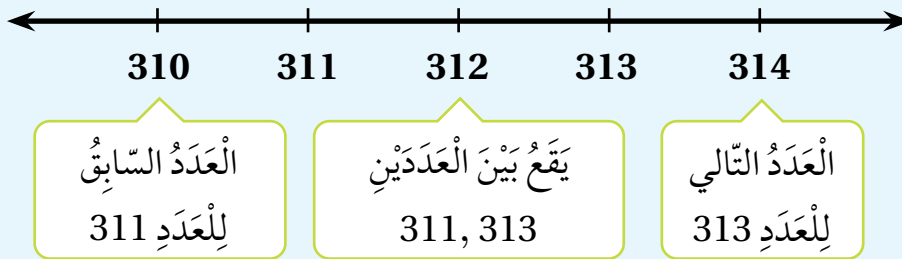 310 311 312 313 314
الْعَدَدُ السّابِقُ
لِلْعَدَدِ 311
يَقَعُ بَيْنَ الْعَدَدَيْنِ
311, 313
الْعَدَدُ التّالي
لِلْعَدَدِ 313